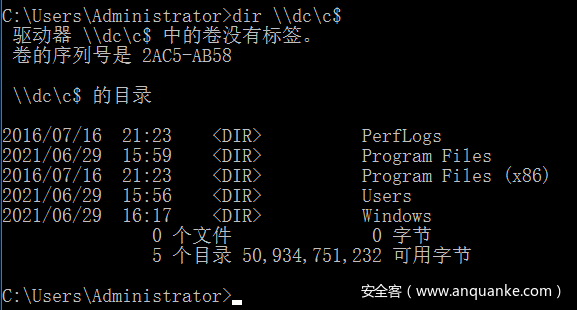 C:\Users\Administrator>dir \\dc\c$
驱动器 \\dc\c$ 中的卷没有标签。
卷的序列号是 2AC5-AB58
\\dc\c$ 的目录
2016/07/16  21:23    <DIR>          PerfLogs
2021/06/29  15:59    <DIR>          Program Files
2016/07/16  21:23    <DIR>          Program Files (x86)
2021/06/29  15:56    <DIR>          Users
2021/06/29  16:17    <DIR>          Windows
0 个文件              0 字节
5 个目录 50,934,751,232 可用字节
C:\Users\Administrator>
安全客（www.anquanke.com）